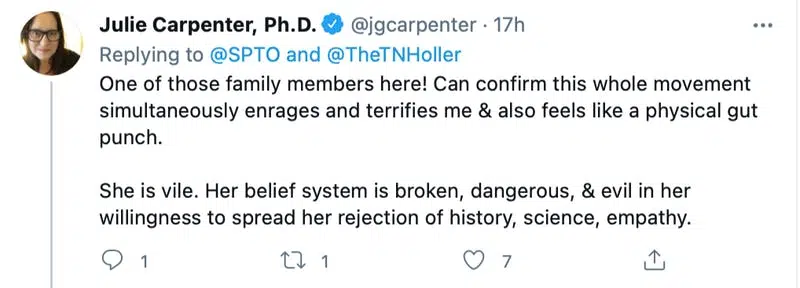 Julie Carpenter, Ph.D. @jgcarpenter · 17h
Replying to @SPTO and @TheTNHoller
One of those family members here! Can confirm this whole movement
simultaneously enrages and terrifies me & also feels like a physical gut
punch.
She is vile. Her belief system is broken, dangerous, & evil in her
willingness to spread her rejection of history, science, empathy.
1 1 7